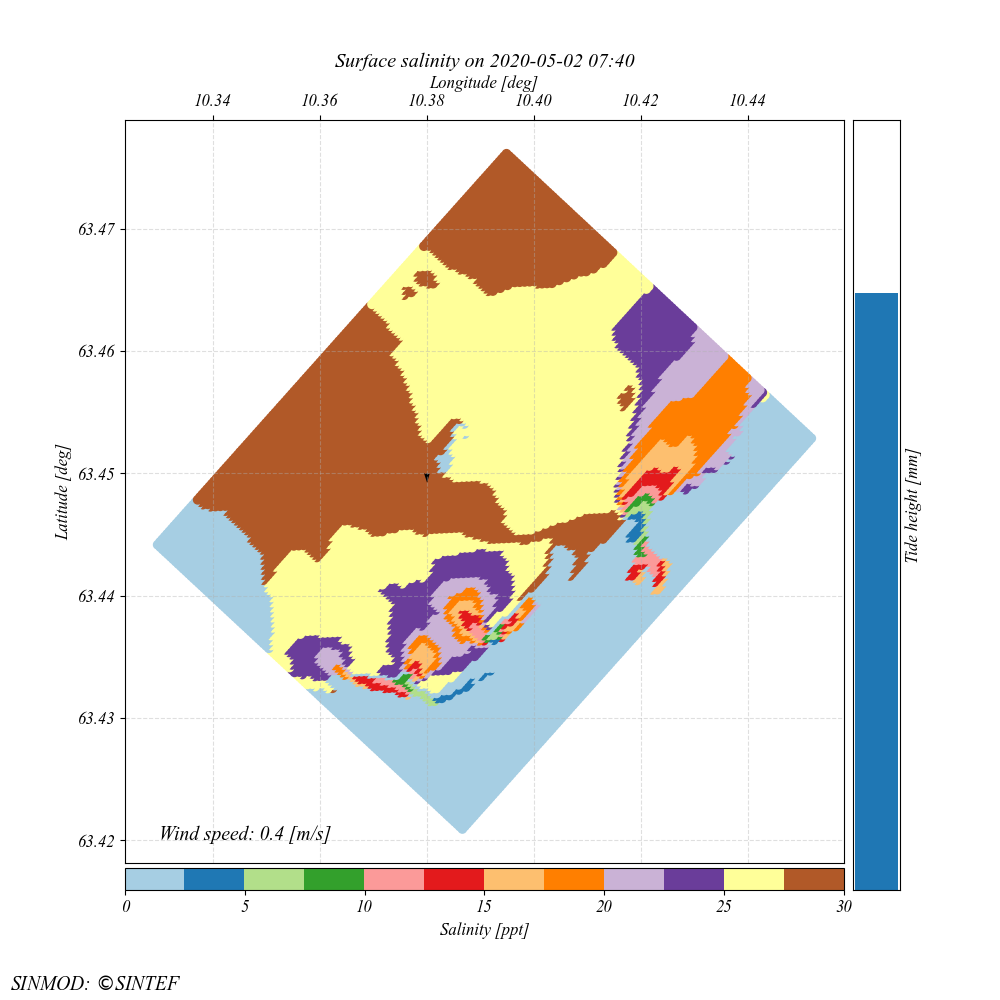 Surface salinity on 2020-05-02 07:40
Longitude [deg]
10.34 10.36 10.38 10.40 10.42 10.44
63.47
63.46
63.45
63.44
63.43
63.42
Latitude [deg]
Tide height [mm]
Wind speed: 0.4 [m/s]
0 5 10 15 20 25 30
Salinity [ppt]
SINMOD: ©SINTEF